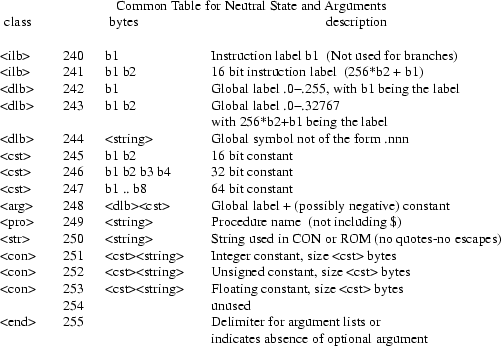 Common Table for Neutral State and Arguments
class bytes description
<ilb> 240 b1 Instruction label b1 (Not used for branches)
<ilb> 241 b1 b2 16 bit instruction label (256*b2 + b1)
<dlb> 242 b1 Global label .0-.255, with b1 being the label
<dlb> 243 b1 b2 Global label .0-.32767
with 256*b2+b1 being the label
<dlb> 244 <string> Global symbol not of the form .nnn
<cst> 245 b1 b2 16 bit constant
<cst> 246 b1 b2 b3 b4 32 bit constant
<cst> 247 b1 .. b8 64 bit constant
<arg> 248 <dlb><cst> Global label + (possibly negative) constant
<pro> 249 <string> Procedure name (not including $)
<str> 250 <string> String used in CON or ROM (no quotes-no escapes)
<con> 251 <cst><string> Integer constant, size <cst> bytes
<con> 252 <cst><string> Unsigned constant, size <cst> bytes
<con> 253 <cst><string> Floating constant, size <cst> bytes
254 unused
<end> 255 Delimiter for argument lists or
indicates absence of optional argument